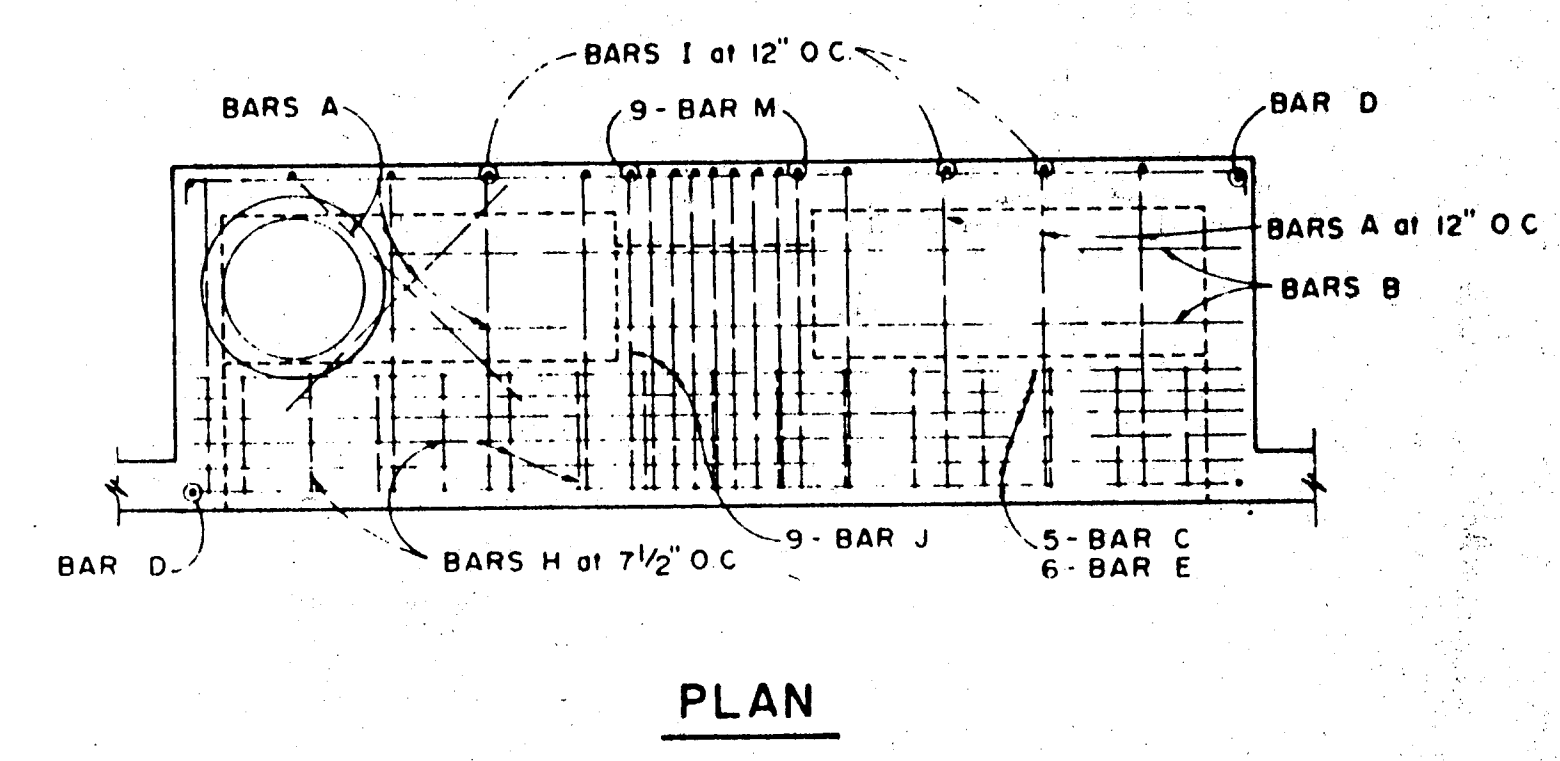 BARS I at 12" O C.
BARS A
9 - BAR M
BAR D
BARS A at 12" O C
BARS B
9 - BAR J
5 - BAR C
6 - BAR E
BAR D
BARS H at 7 1/2" O.C
PLAN